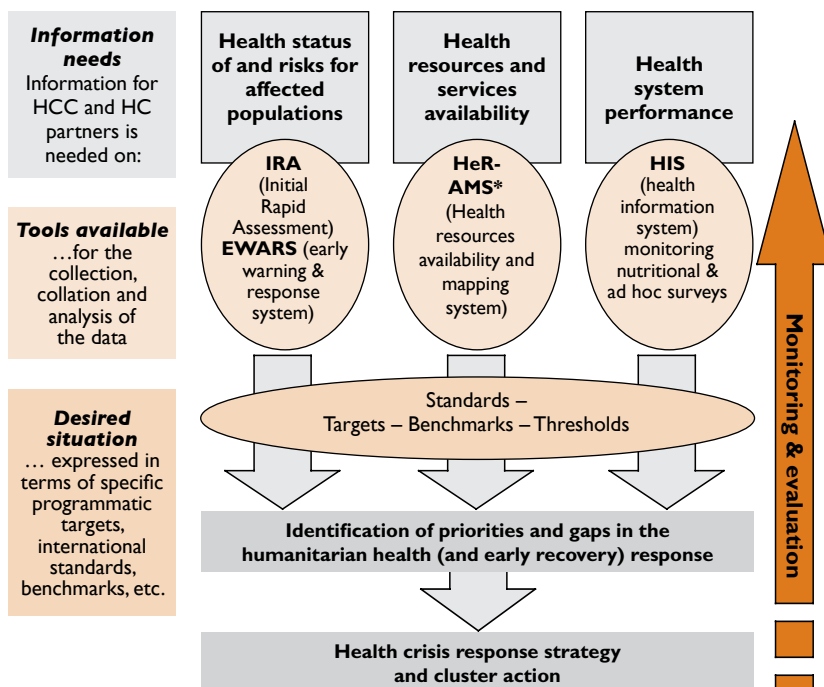 Information
needs
Information for
HCC and HC
partners is
needed on:
Health status
of and risks for
affected
populations
Health
resources and
services
availability
Health
system
performance
Tools available
…for the
collection,
collation and
analysis of
the data
IRA
(Initial
Rapid
Assessment)
EWARS (early
warning &
response
system)
HeR-
AMS*
(Health
resources
availability and
mapping
system)
HIS
(health
information
system)
monitoring
nutritional &
ad hoc surveys
Desired
situation
… expressed in
terms of specific
programmatic
targets,
international
standards,
benchmarks, etc.
Standards –
Targets – Benchmarks – Thresholds
Identification of priorities and gaps in the
humanitarian health (and early recovery) response
Health crisis response strategy
and cluster action
Monitoring & evaluation